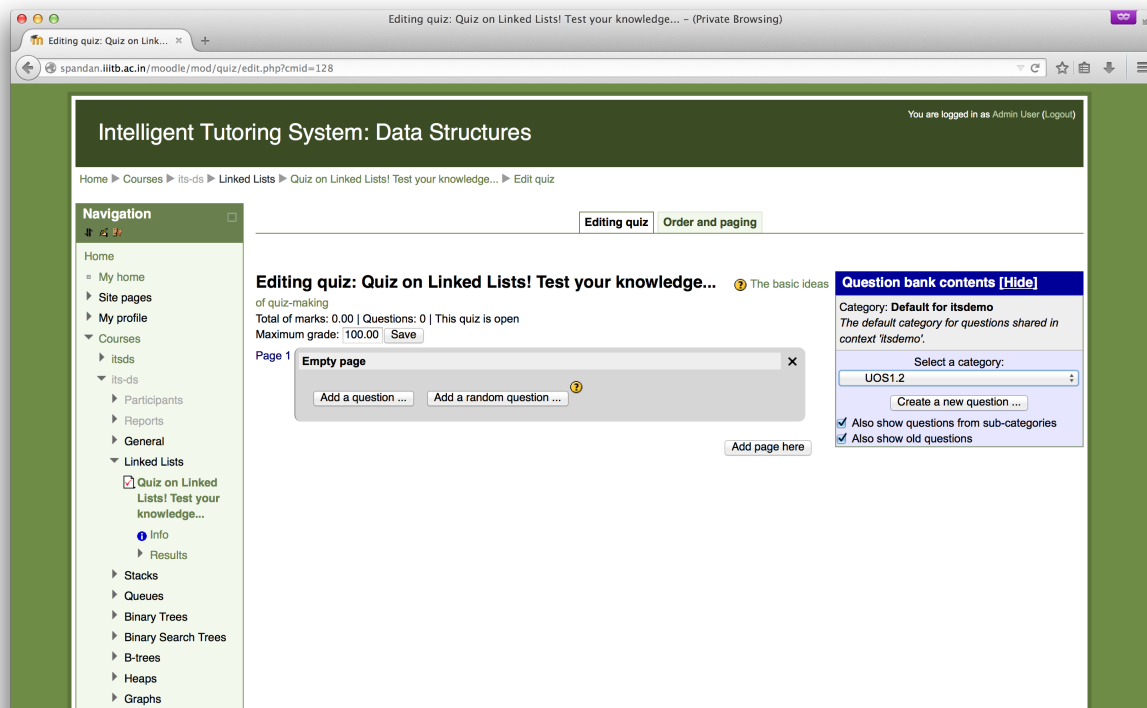 Editing quiz: Quiz on Linked Lists! Test your knowledge... – (Private Browsing)
Editing quiz: Quiz on Link... × +
spandan.iiitb.ac.in/moodle/mod/quiz/edit.php?cmid=128
You are logged in as Admin User (Logout)
Intelligent Tutoring System: Data Structures
Home ▶ Courses ▶ its-ds ▶ Linked Lists ▶ Quiz on Linked Lists! Test your knowledge... ▶ Edit quiz
Navigation
Home
My home
Site pages
My profile
Courses
itsds
its-ds
Participants
Reports
General
Linked Lists
Quiz on Linked
Lists! Test your
knowledge...
Info
Results
Stacks
Queues
Binary Trees
Binary Search Trees
B-trees
Heaps
Graphs
Editing quiz Order and paging
Editing quiz: Quiz on Linked Lists! Test your knowledge... ? The basic ideas
of quiz-making
Total of marks: 0.00 | Questions: 0 | This quiz is open
Maximum grade: 100.00 Save
Page 1
Empty page ×
?
Add a question ... Add a random question ...
Add page here
Question bank contents [Hide]
Category: Default for itsdemo
The default category for questions shared in
context 'itsdemo'.
Select a category:
UOS1.2
Create a new question ...
Also show questions from sub-categories
Also show old questions